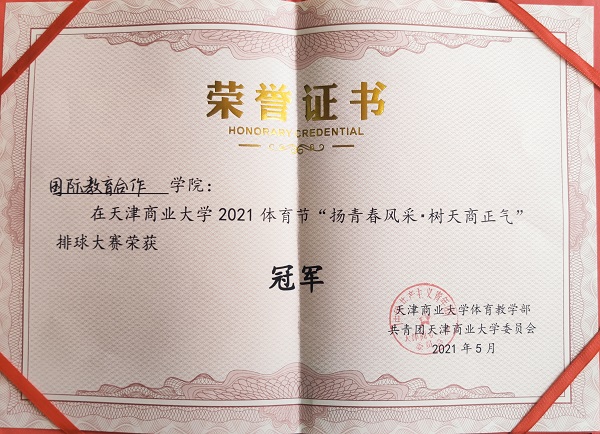 荣誉证书
HONORARY CREDENTIAL
国际教育合作 学院:
在天津商业大学2021体育节“扬青春风采·树天商正气”
排球大赛荣获
冠军
天津商业大学体育教学部
共青团天津商业大学委员会
2021年5月